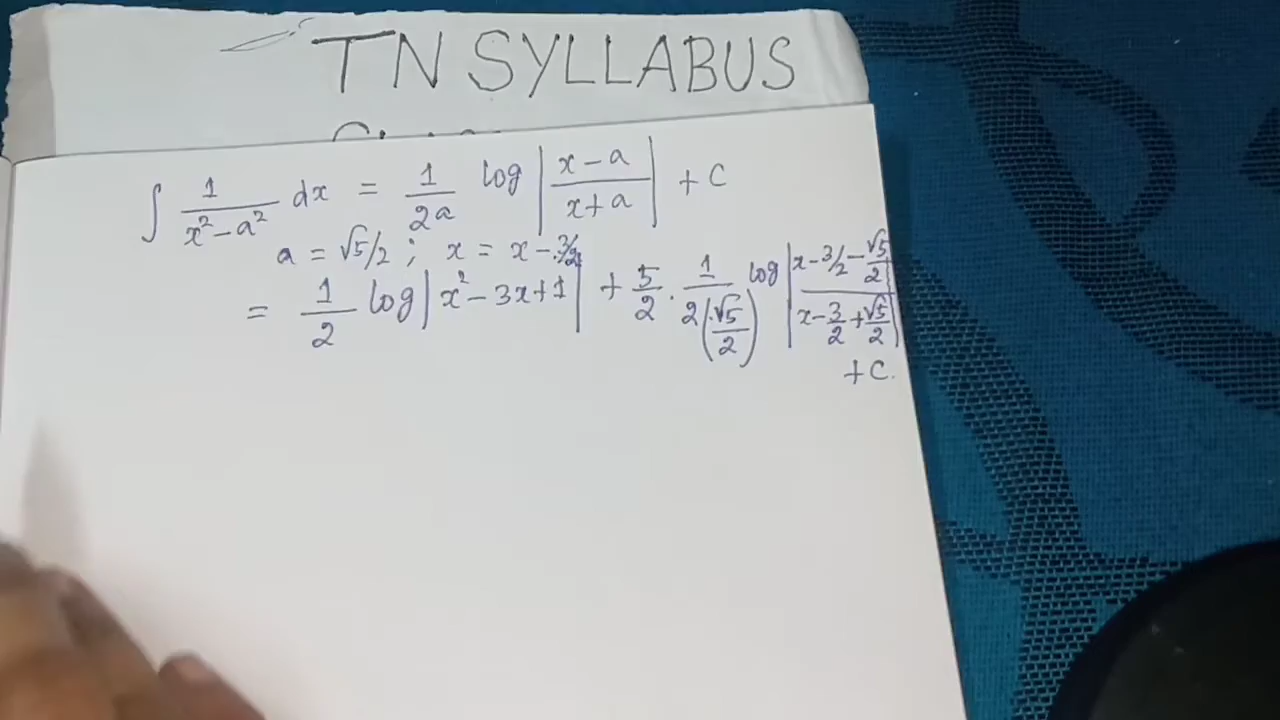 TN SYLLABUS
∫ 1/(x² - a²) dx = 1/(2a) log |(x - a)/(x + a)| + C
a = √5/2 ; x = x - 3/2
= 1/2 log |x² - 3x + 1| + 5/2 · 1/(2(√5/2)) log |(x - 3/2 - √5/2)/(x - 3/2 + √5/2)|
+ C.